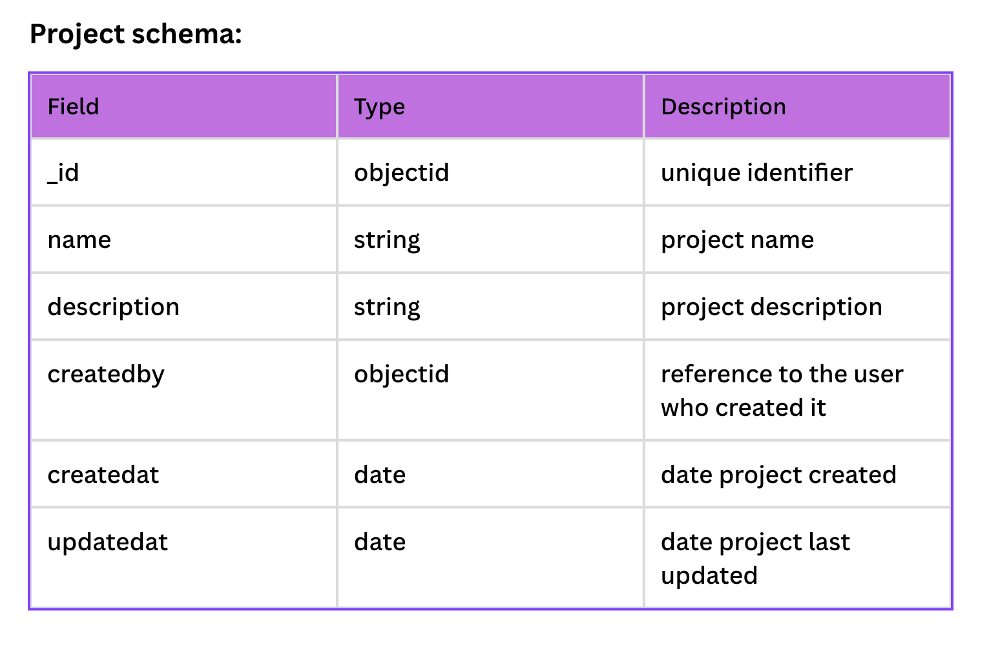 Project schema:
Field Type Description
_id objectid unique identifier
name string project name
description string project description
createdby objectid reference to the user
who created it
createdat date date project created
updatedat date date project last
updated